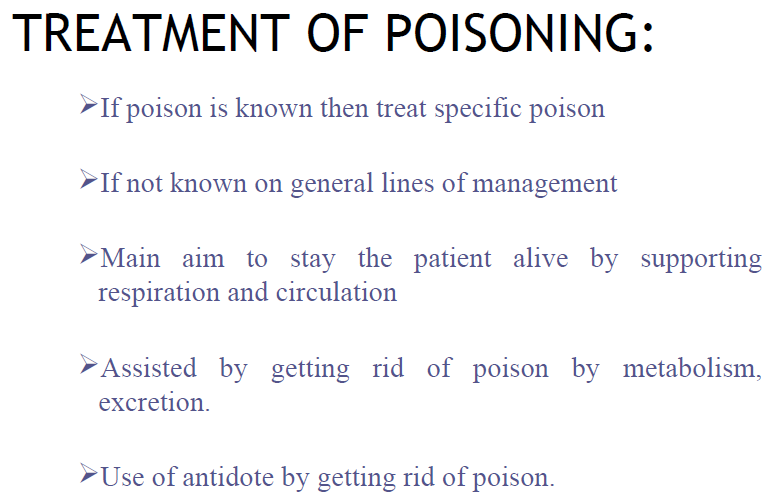 TREATMENT OF POISONING:
➢If poison is known then treat specific poison
➢If not known on general lines of management
➢Main aim to stay the patient alive by supporting
respiration and circulation
➢Assisted by getting rid of poison by metabolism,
excretion.
➢Use of antidote by getting rid of poison.